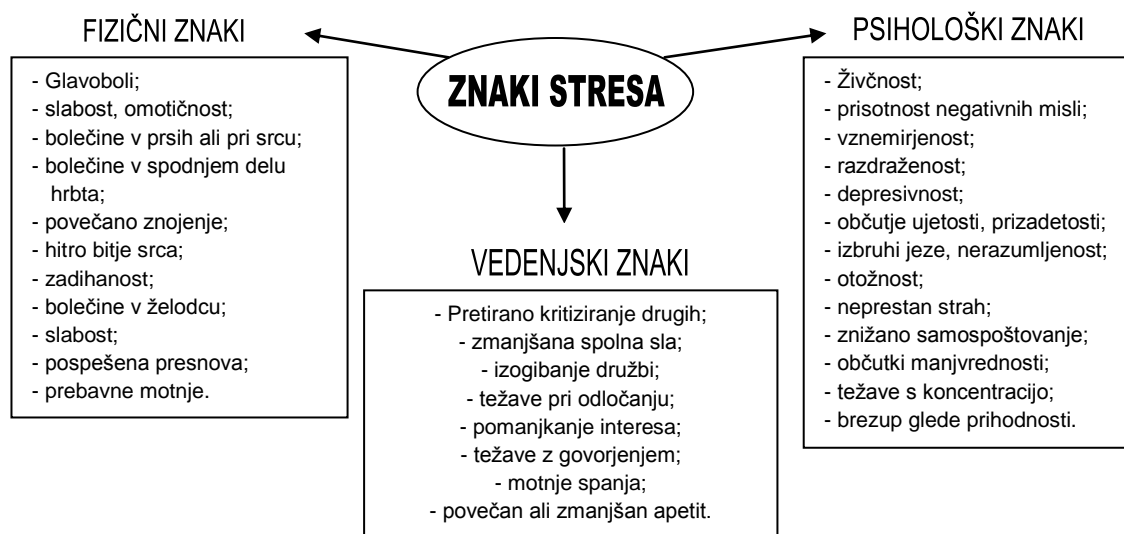 ZNAKI STRESA
FIZIČNI ZNAKI
- Glavoboli;
- slabost, omotičnost;
- bolečine v prsih ali pri srcu;
- bolečine v spodnjem delu
hrbta;
- povečano znojenje;
- hitro bitje srca;
- zadihanost;
- bolečine v želodcu;
- slabost;
- pospešena presnova;
- prebavne motnje.
VEDENJSKI ZNAKI
- Pretirano kritiziranje drugih;
- zmanjšana spolna sla;
- izogibanje družbi;
- težave pri odločanju;
- pomanjkanje interesa;
- težave z govorjenjem;
- motnje spanja;
- povečan ali zmanjšan apetit.
PSIHOLOŠKI ZNAKI
- Živčnost;
- prisotnost negativnih misli;
- vznemirjenost;
- razdraženost;
- depresivnost;
- občutje ujetosti, prizadetosti;
- izbruhi jeze, nerazumljenost;
- otožnost;
- neprestan strah;
- znižano samospoštovanje;
- občutki manjvrednosti;
- težave s koncentracijo;
- brezup glede prihodnosti.